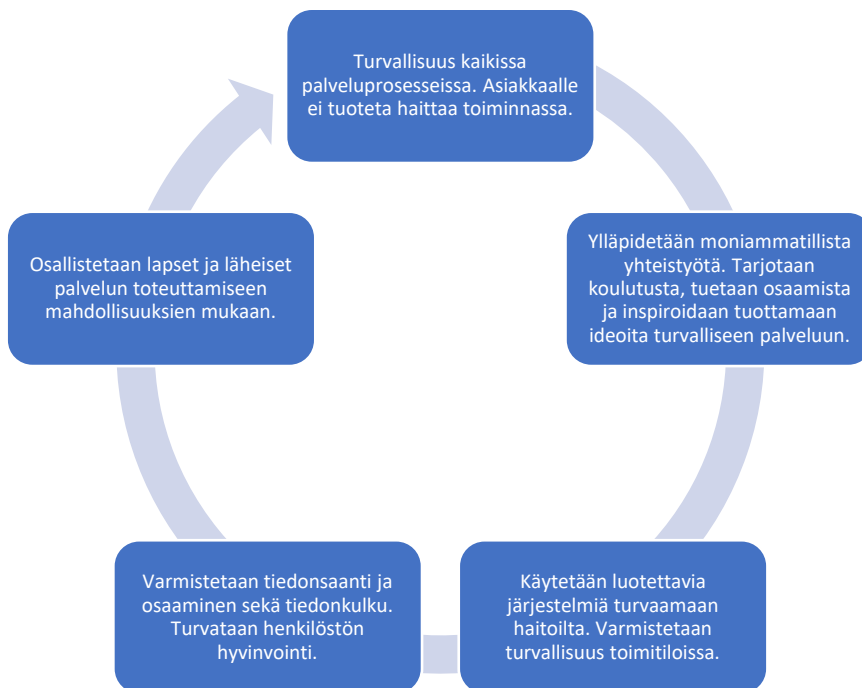 Turvallisuus kaikissa
palveluprosesseissa. Asiakkaalle
ei tuoteta haittaa toiminnassa.
Ylläpidetään moniammatillista
yhteistyötä. Tarjotaan
koulutusta, tuetaan osaamista
ja inspiroidaan tuottamaan
ideoita turvalliseen palveluun.
Käytetään luotettavia
järjestelmiä turvaamaan
haitoilta. Varmistetaan
turvallisuus toimitiloissa.
Varmistetaan tiedonsaanti ja
osaaminen sekä tiedonkulku.
Turvataan henkilöstön
hyvinvointi.
Osallistetaan lapset ja läheiset
palvelun toteuttamiseen
mahdollisuuksien mukaan.